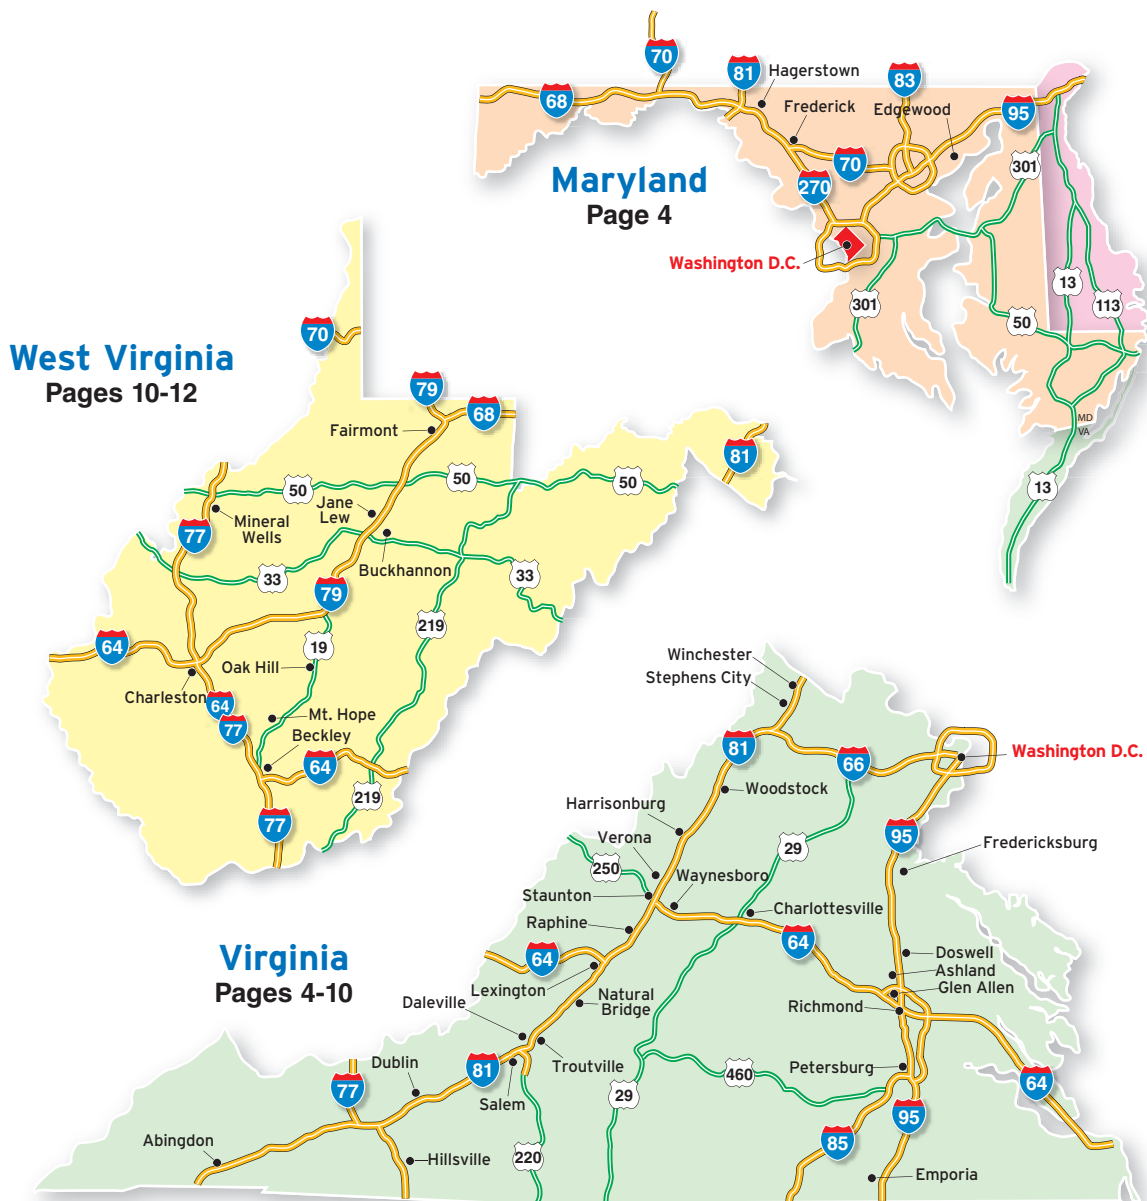 70
81
Hagerstown
83
68
Frederick
Edgewood
95
301
70
270
Maryland
Page 4
Washington D.C.
13
301
113
50
MD
VA
13
70
West Virginia
Pages 10-12
79
68
Fairmont
81
50
50
50
Jane
Lew
Mineral
Wells
77
Buckhannon
33
33
79
219
64
19
Oak Hill
Charleston
64
77
Mt. Hope
Beckley
64
219
77
Winchester
Stephens City
81
66
Washington D.C.
Woodstock
Harrisonburg
95
Verona
29
Fredericksburg
250
Waynesboro
Staunton
Charlottesville
Raphine
64
64
Virginia
Pages 4-10
Doswell
Ashland
Glen Allen
Lexington
Daleville
Natural
Bridge
Richmond
Dublin
81
Troutville
460
Petersburg
77
Salem
29
64
95
Abingdon
85
Hillsville
220
Emporia